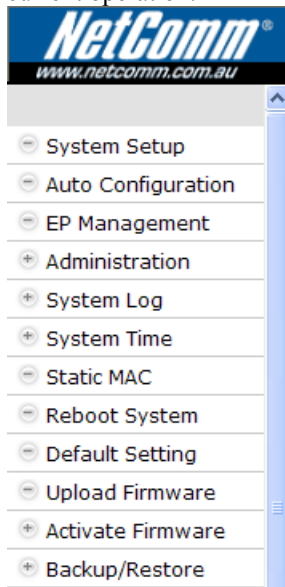 NetComm®
www.netcomm.com.au
System Setup
Auto Configuration
EP Management
Administration
System Log
System Time
Static MAC
Reboot System
Default Setting
Upload Firmware
Activate Firmware
Backup/Restore